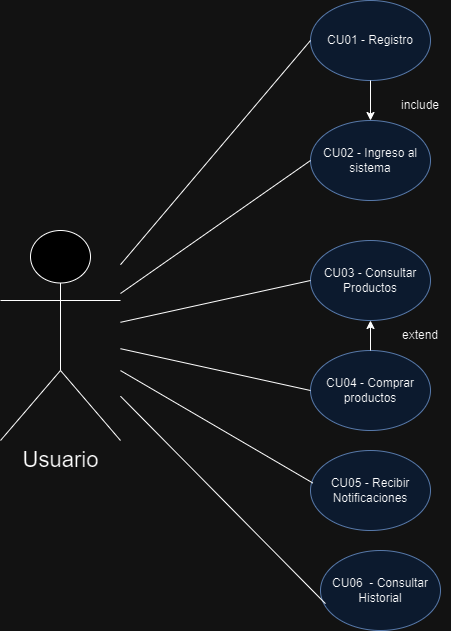 CU01 - Registro
include
CU02 - Ingreso al
sistema
CU03 - Consultar
Productos
extend
CU04 - Comprar
productos
Usuario
CU05 - Recibir
Notificaciones
CU06 - Consultar
Historial